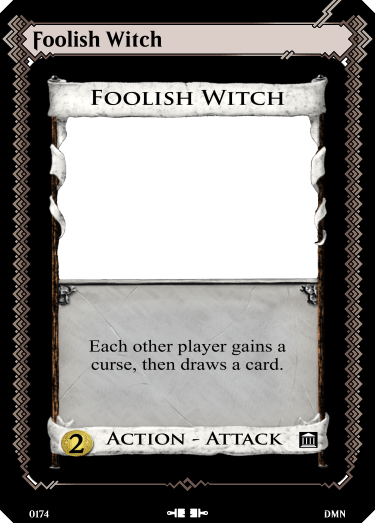 Foolish Witch
Foolish Witch
Each other player gains a
curse, then draws a card.
2 Action - Attack
0174 DMN